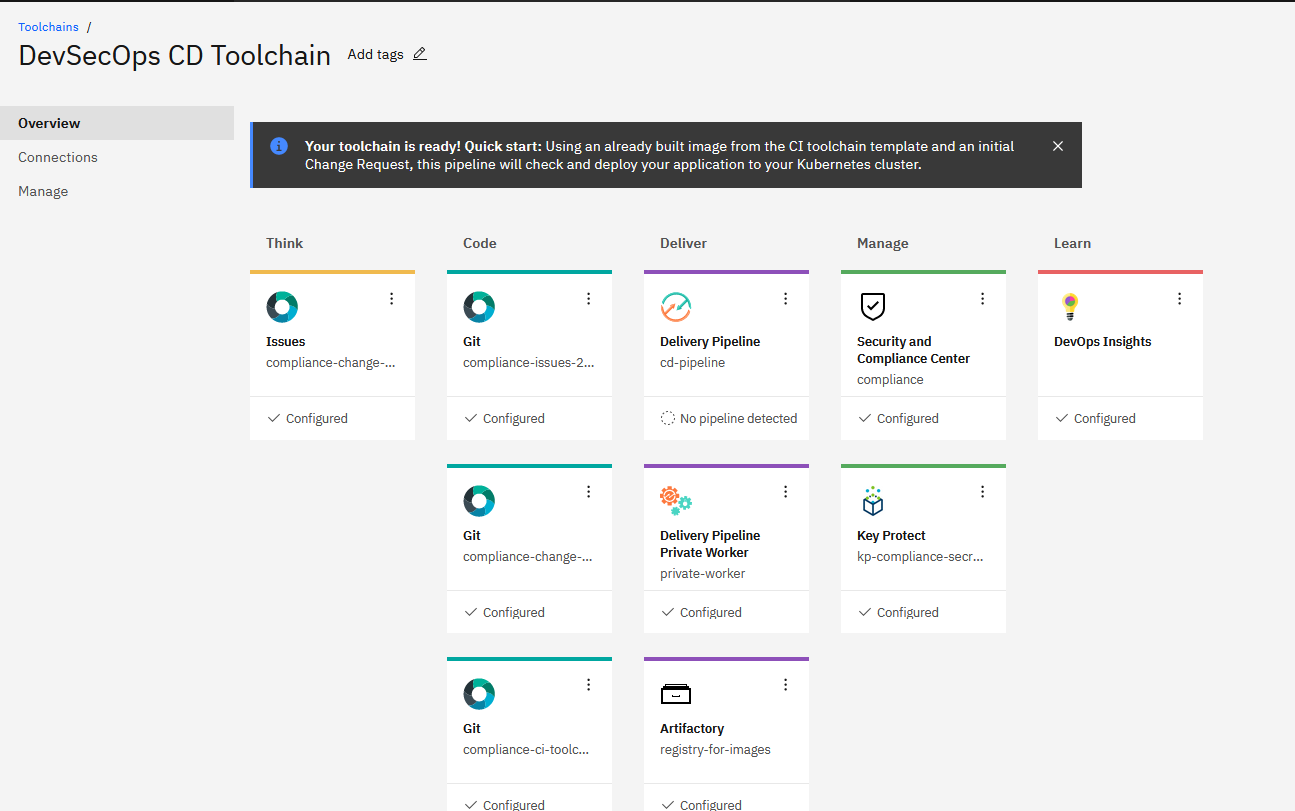 Toolchains /
DevSecOps CD Toolchain Add tags
Overview
Connections
Manage
Your toolchain is ready! Quick start: Using an already built image from the CI toolchain template and an initial
Change Request, this pipeline will check and deploy your application to your Kubernetes cluster.
Think
Code
Deliver
Manage
Learn
Issues
compliance-change-...
Configured
Git
compliance-issues-2...
Configured
Delivery Pipeline
cd-pipeline
No pipeline detected
Security and
Compliance Center
compliance
Configured
DevOps Insights
Configured
Git
compliance-change-...
Configured
Delivery Pipeline
Private Worker
private-worker
Configured
Key Protect
kp-compliance-secr...
Configured
Git
compliance-ci-toolc...
Configured
Artifactory
registry-for-images
Configured